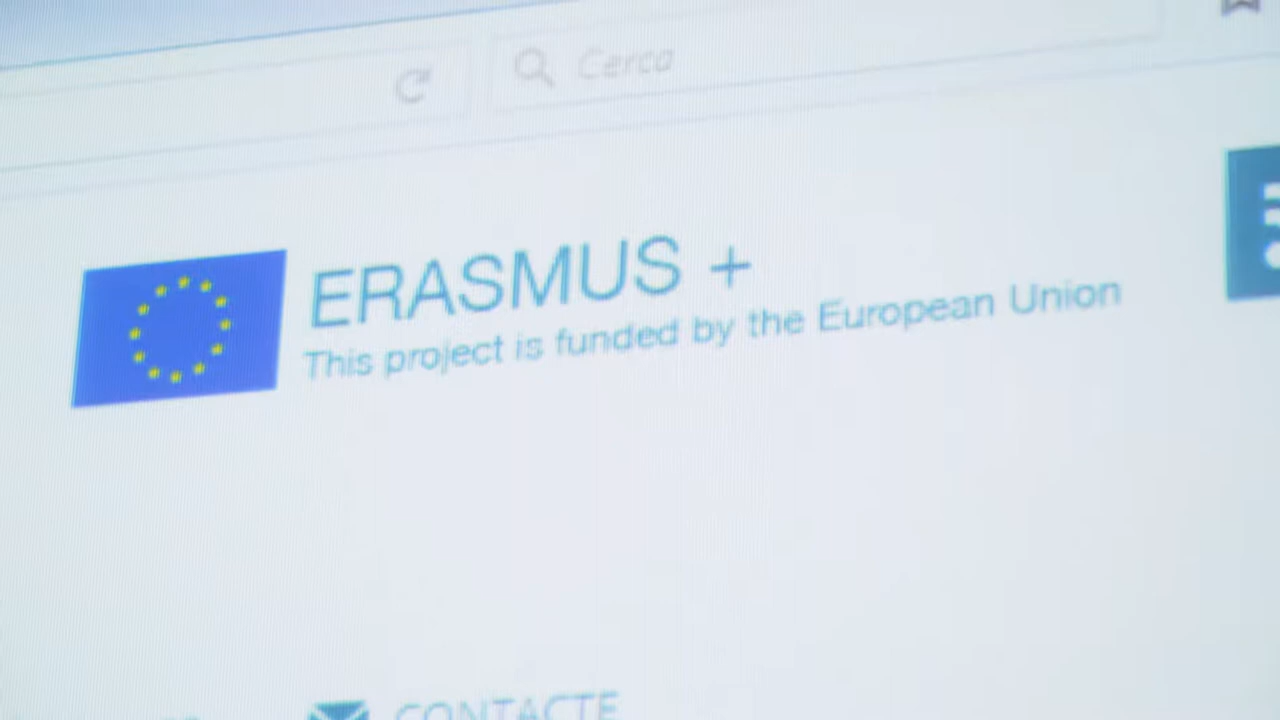 Cerca
ERASMUS +
This project is funded by the European Union
CONTACTE